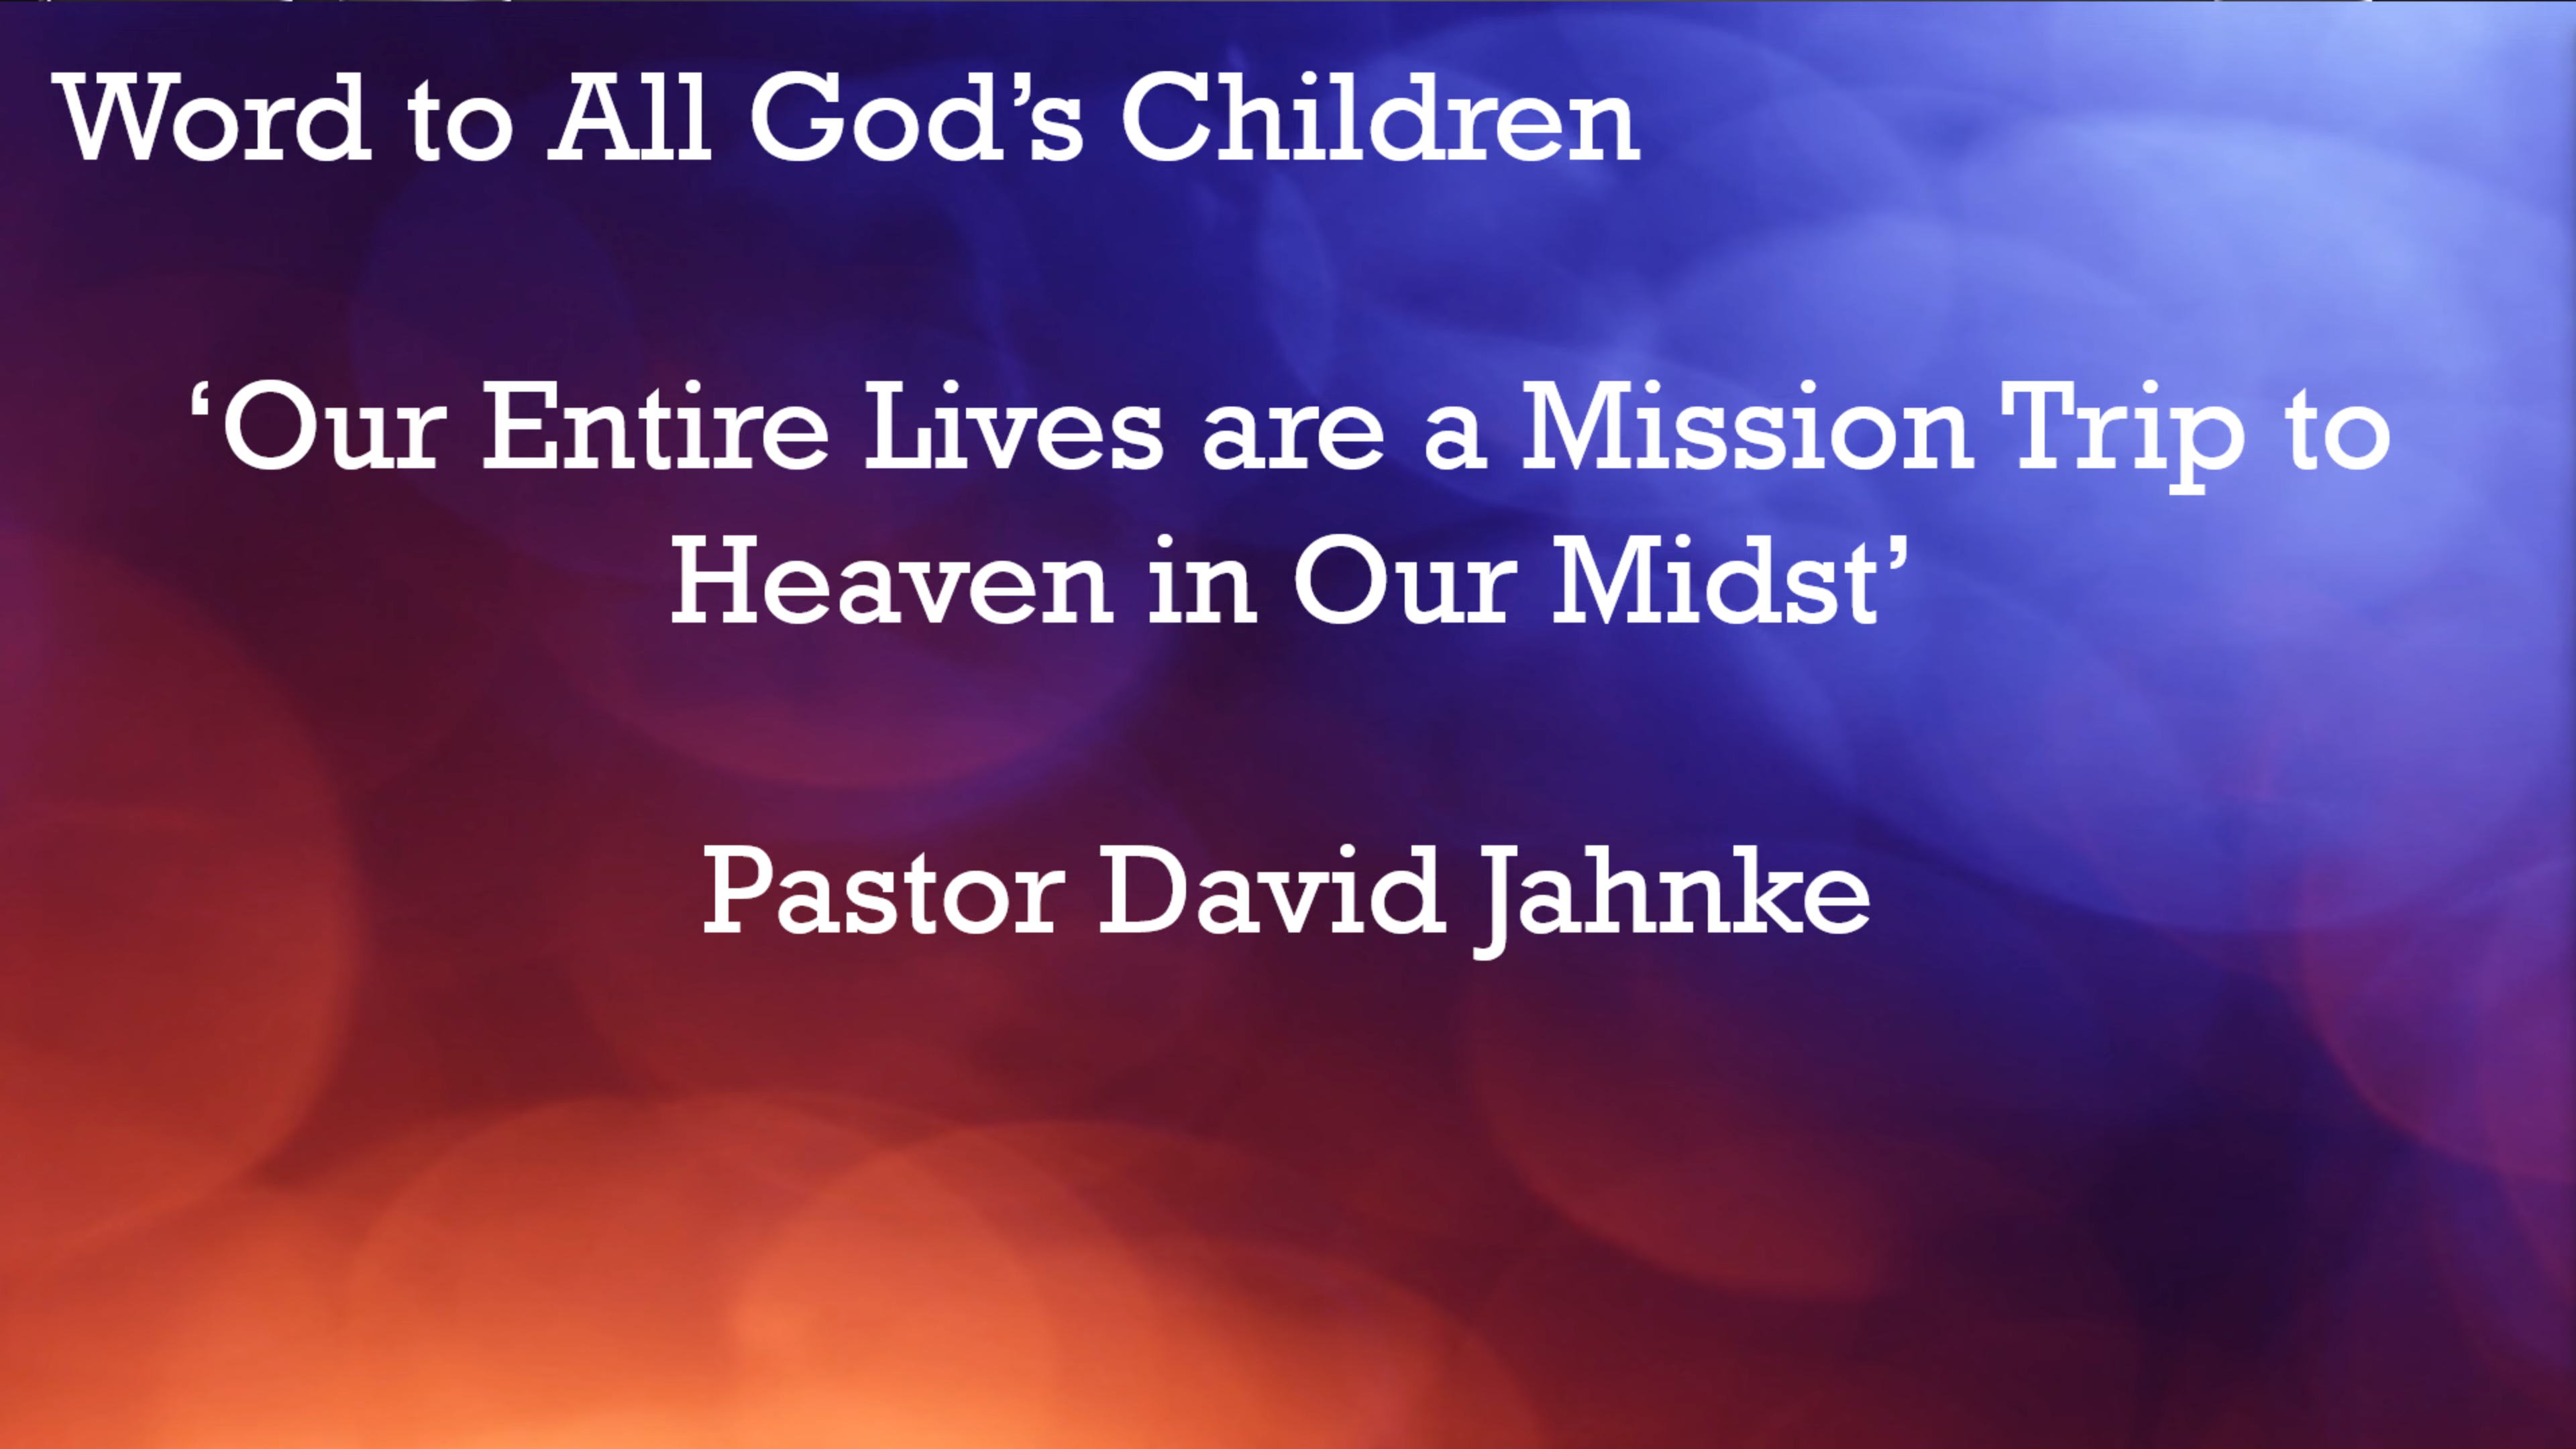 Word to All God’s Children
‘Our Entire Lives are a Mission Trip to
Heaven in Our Midst’
Pastor David Jahnke